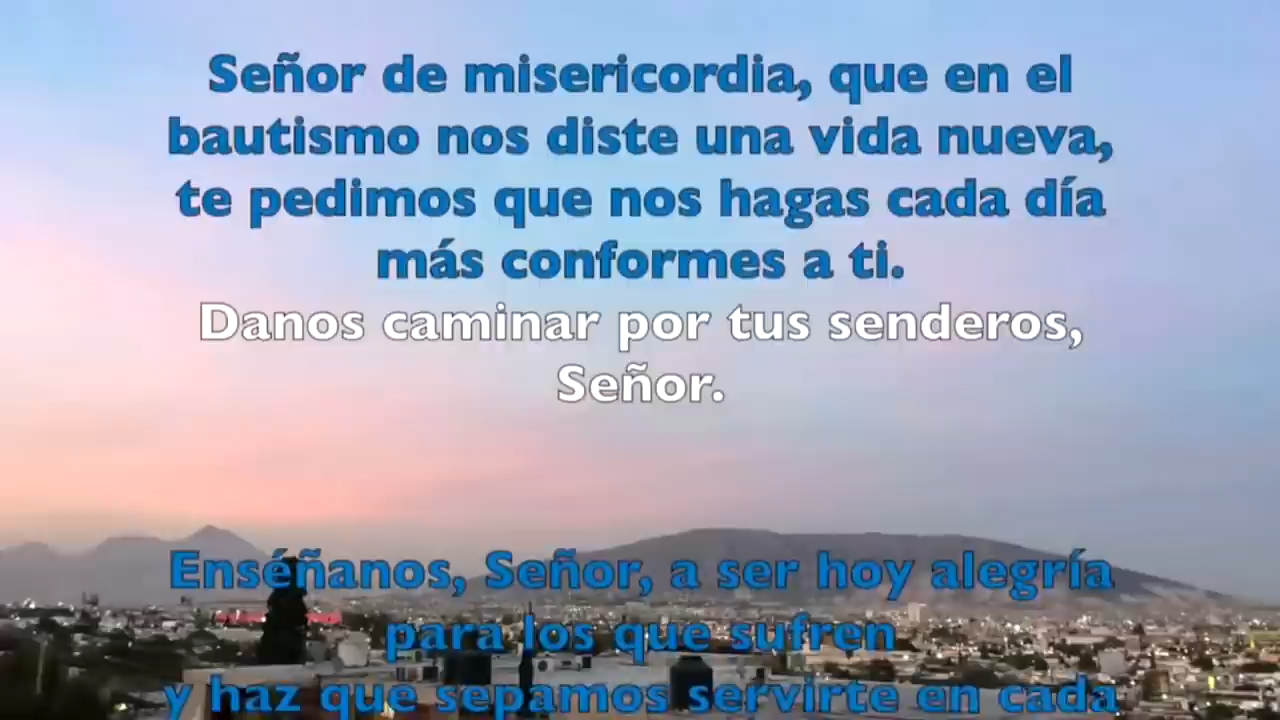 Señor de misericordia, que en el
bautismo nos diste una vida nueva,
te pedimos que nos hagas cada día
más conformes a ti.
Danos caminar por tus senderos,
Señor.
Enséñanos, Señor, a ser hoy alegría
para los que sufren
y haz que sepamos servirte en cada